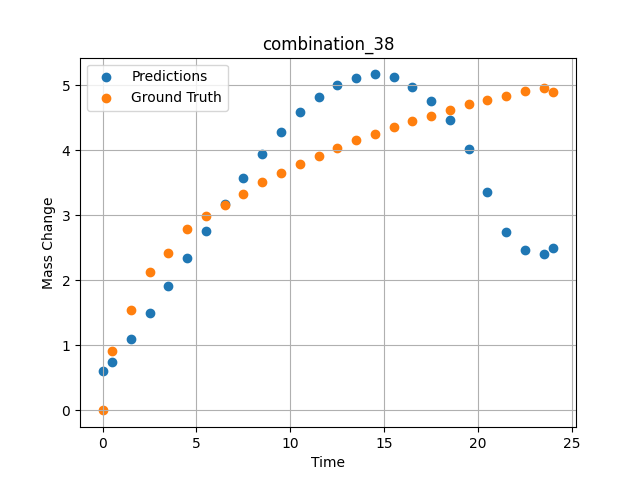 combination_38
Predictions
Ground Truth
Mass Change
5
4
3
2
1
0
0 5 10 15 20 25
Time